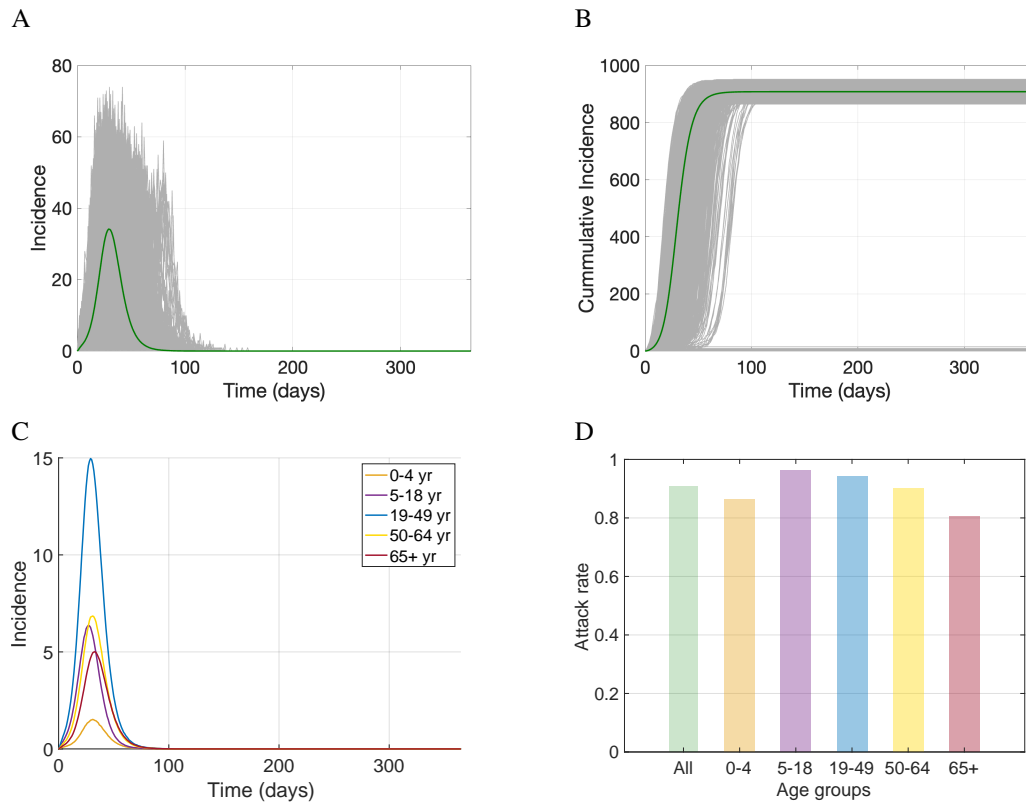 A
80
60
40
20
0
Incidence
0 100 200 300
Time (days)
B
1000
800
600
400
200
0
Cummulative Incidence
0 100 200 300
Time (days)
C
15
10
5
0
Incidence
0 100 200 300
Time (days)
0-4 yr
5-18 yr
19-49 yr
50-64 yr
65+ yr
D
1
0.8
0.6
0.4
0.2
0
Attack rate
All 0-4 5-18 19-49 50-64 65+
Age groups